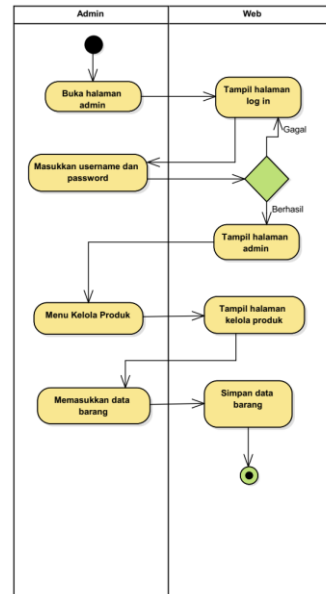 Admin
Web
Buka halaman
admin
Tampil halaman
log in
Gagal
Masukkan username dan
password
Berhasil
Tampil halaman
admin
Menu Kelola Produk
Tampil halaman
kelola produk
Memasukkan data
barang
Simpan data
barang